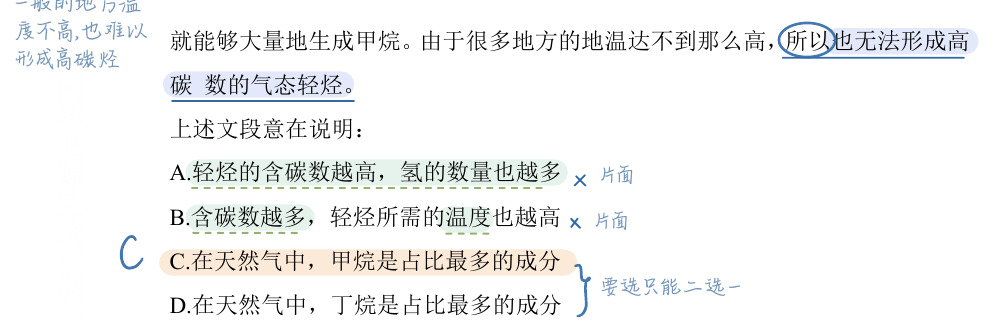 一般的地方温
度不高,也难以
形成高碳烃
就能够大量地生成甲烷。由于很多地方的地温达不到那么高，所以也无法形成高
碳 数的气态轻烃。
上述文段意在说明：
A.轻烃的含碳数越高，氢的数量也越多 × 片面
B.含碳数越多，轻烃所需的温度也越高 × 片面
C C.在天然气中，甲烷是占比最多的成分
要选只能二选一
D.在天然气中，丁烷是占比最多的成分